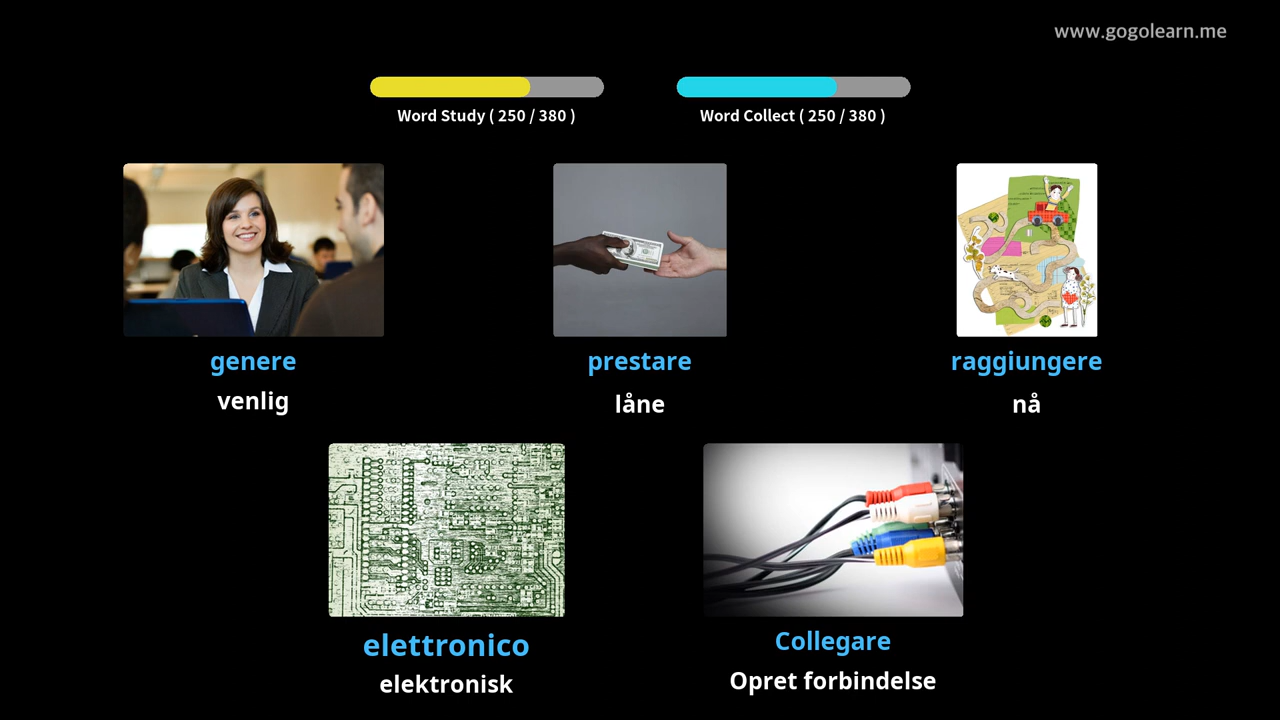 www.gogolearn.me
Word Study ( 250 / 380 )
Word Collect ( 250 / 380 )
genere
venlig
prestare
låne
raggiungere
nå
elettronico
elektronisk
Collegare
Opret forbindelse